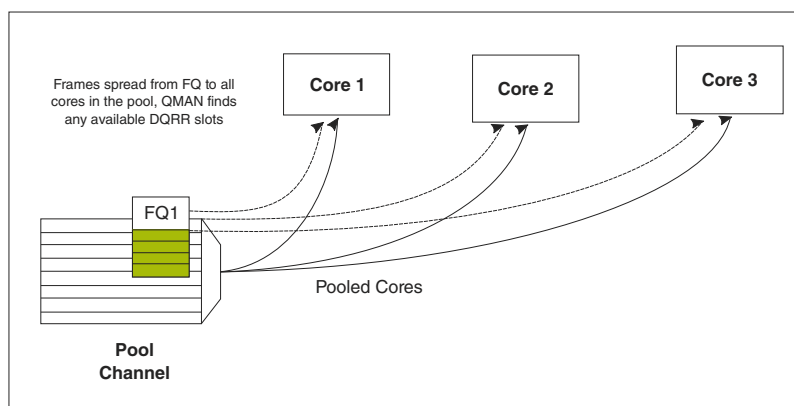 Frames spread from FQ to all
cores in the pool, QMAN finds
any available DQRR slots
Core 1
Core 2
Core 3
FQ1
Pooled Cores
Pool
Channel